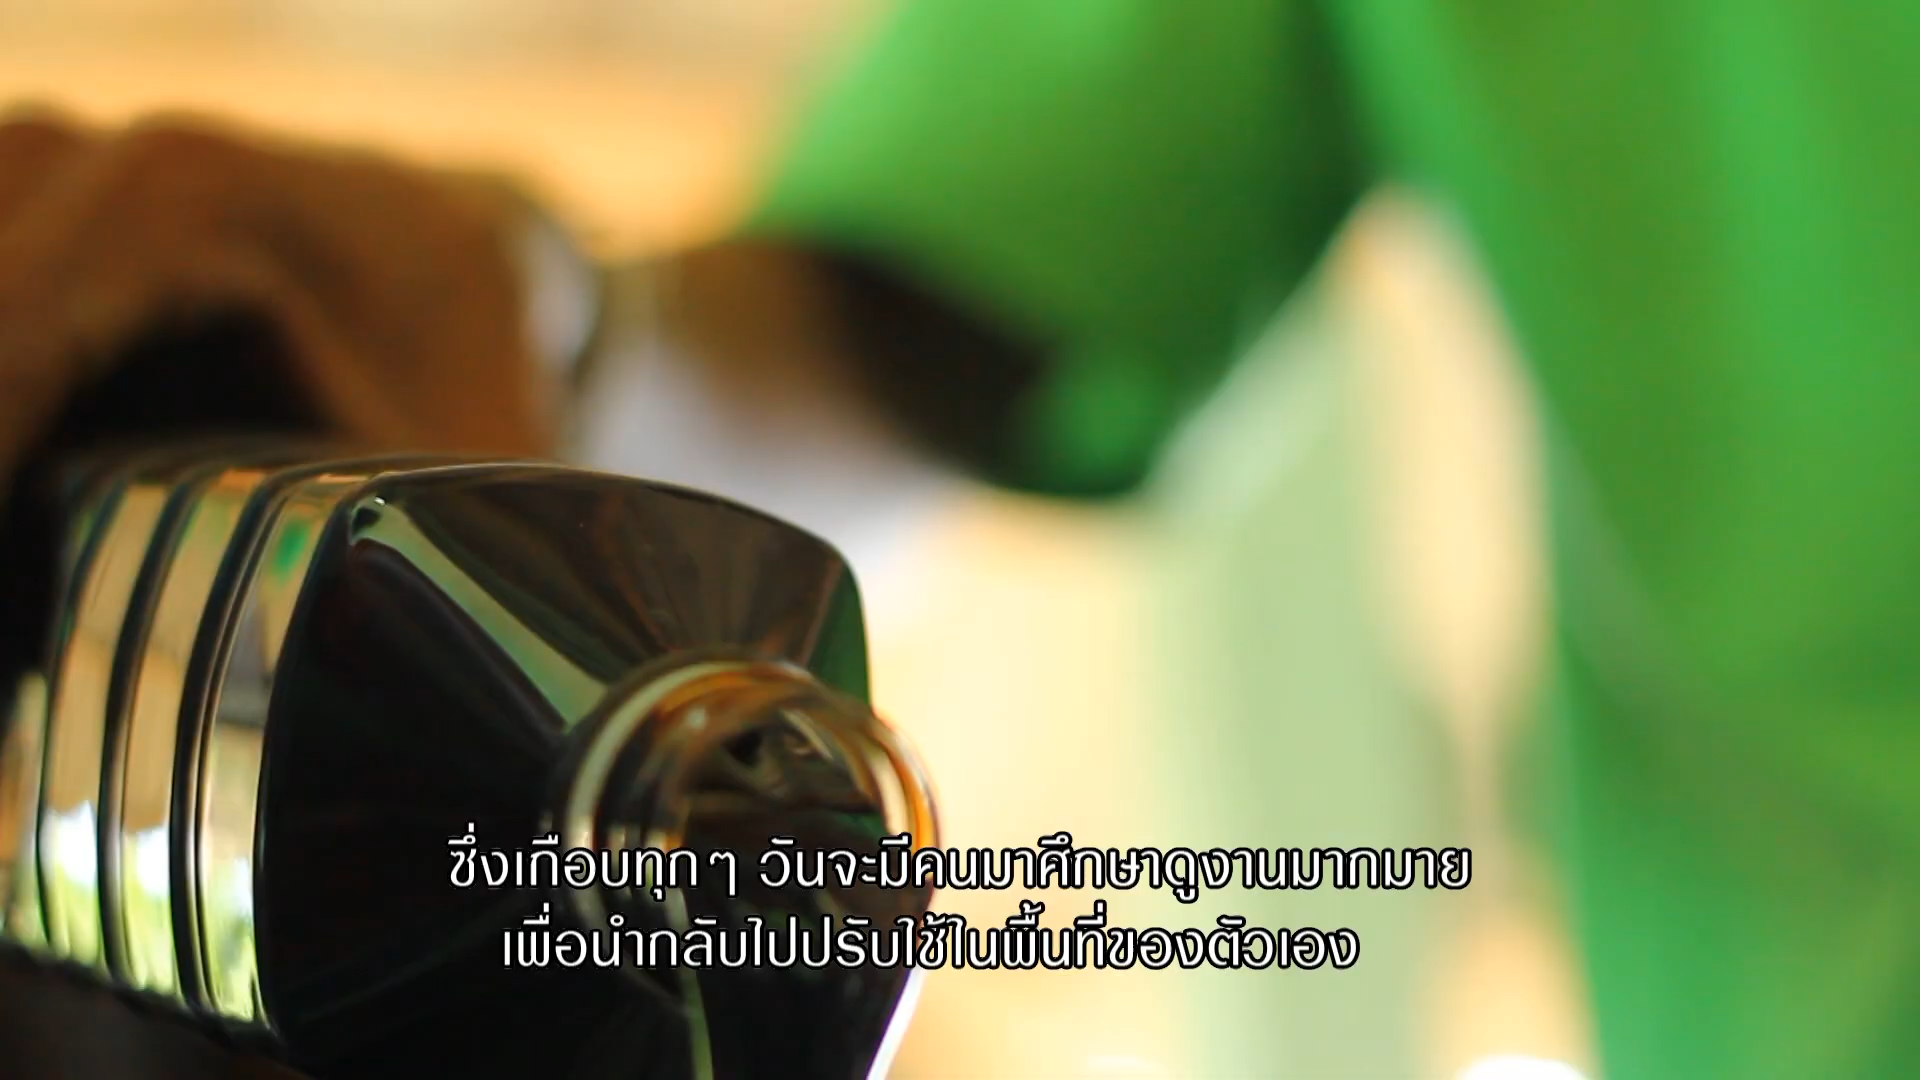 ซึ่งเกือบทุกๆ วันจะมีคนมาศึกษาดูงานมากมาย
เพื่อนำกลับไปปรับใช้ในพื้นที่ของตัวเอง